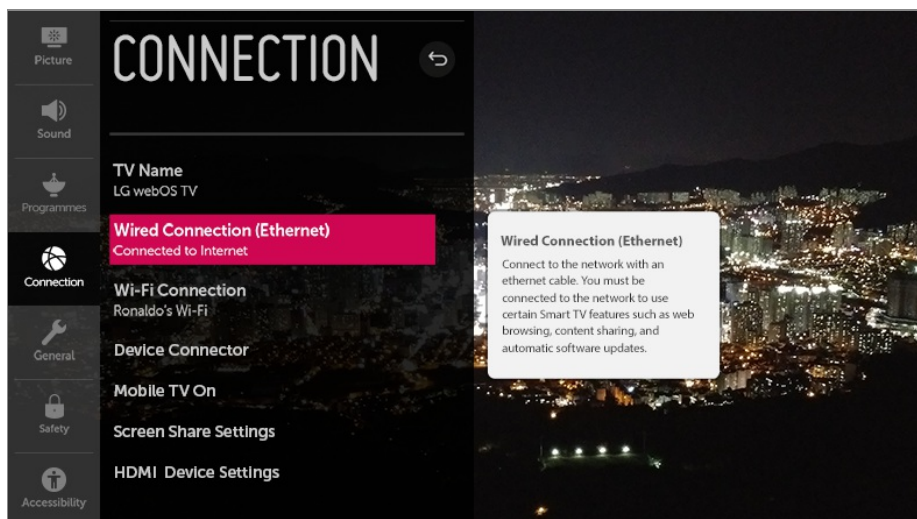 Picture
Sound
Programmes
Connection
General
Safety
Accessibility
CONNECTION
TV Name
LG webOS TV
Wired Connection (Ethernet)
Connected to Internet
Wi-Fi Connection
Ronaldo's Wi-Fi
Device Connector
Mobile TV On
Screen Share Settings
HDMI Device Settings
Wired Connection (Ethernet)
Connect to the network with an
ethernet cable. You must be
connected to the network to use
certain Smart TV features such as web
browsing, content sharing, and
automatic software updates.